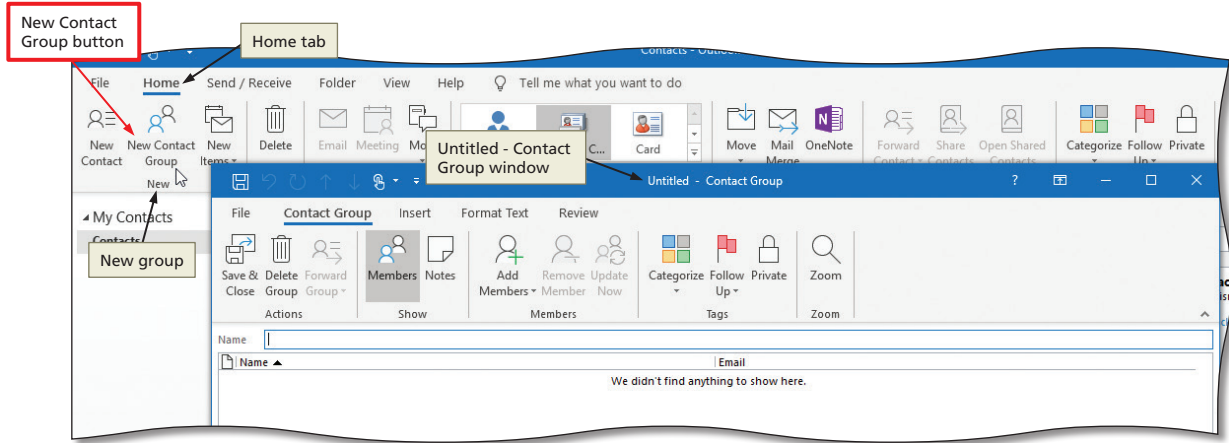 New Contact
Group button
Home tab
Contacts - Outloo
File Home Send / Receive Folder View Help Tell me what you want to do
New Contact
New Contact Group
New Items
Delete
Email Meeting Mo
C...
Card
Move
Mail Merge
OneNote
Forward Contact
Share Contacts
Open Shared Contacts
Categorize
Follow Up
Private
New
Untitled - Contact
Group window
Untitled - Contact Group ?
My Contacts
Contacts
New group
File Contact Group Insert Format Text Review
Save & Close
Delete Group
Forward Group
Members Notes
Add Members
Remove Member
Update Now
Categorize
Follow Up
Private
Zoom
Actions Show Members Tags Zoom
Name
Name Email
We didn't find anything to show here.